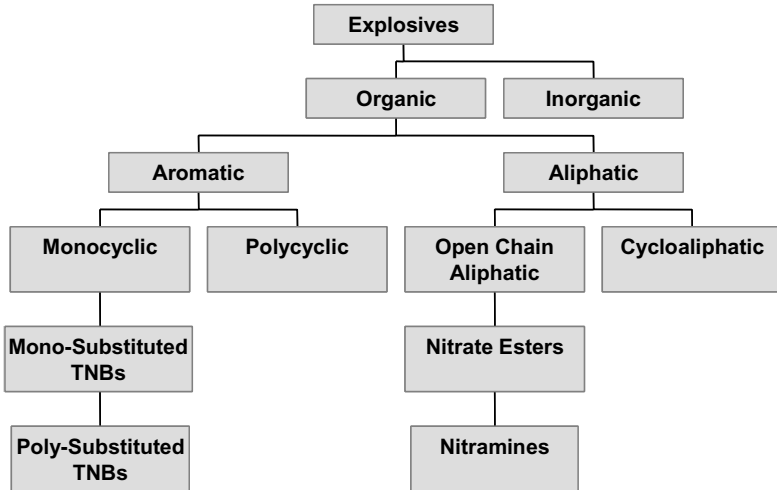 Explosives
Organic
Inorganic
Aromatic
Aliphatic
Monocyclic
Polycyclic
Open Chain
Aliphatic
Cycloaliphatic
Mono-Substituted
TNBs
Nitrate Esters
Poly-Substituted
TNBs
Nitramines